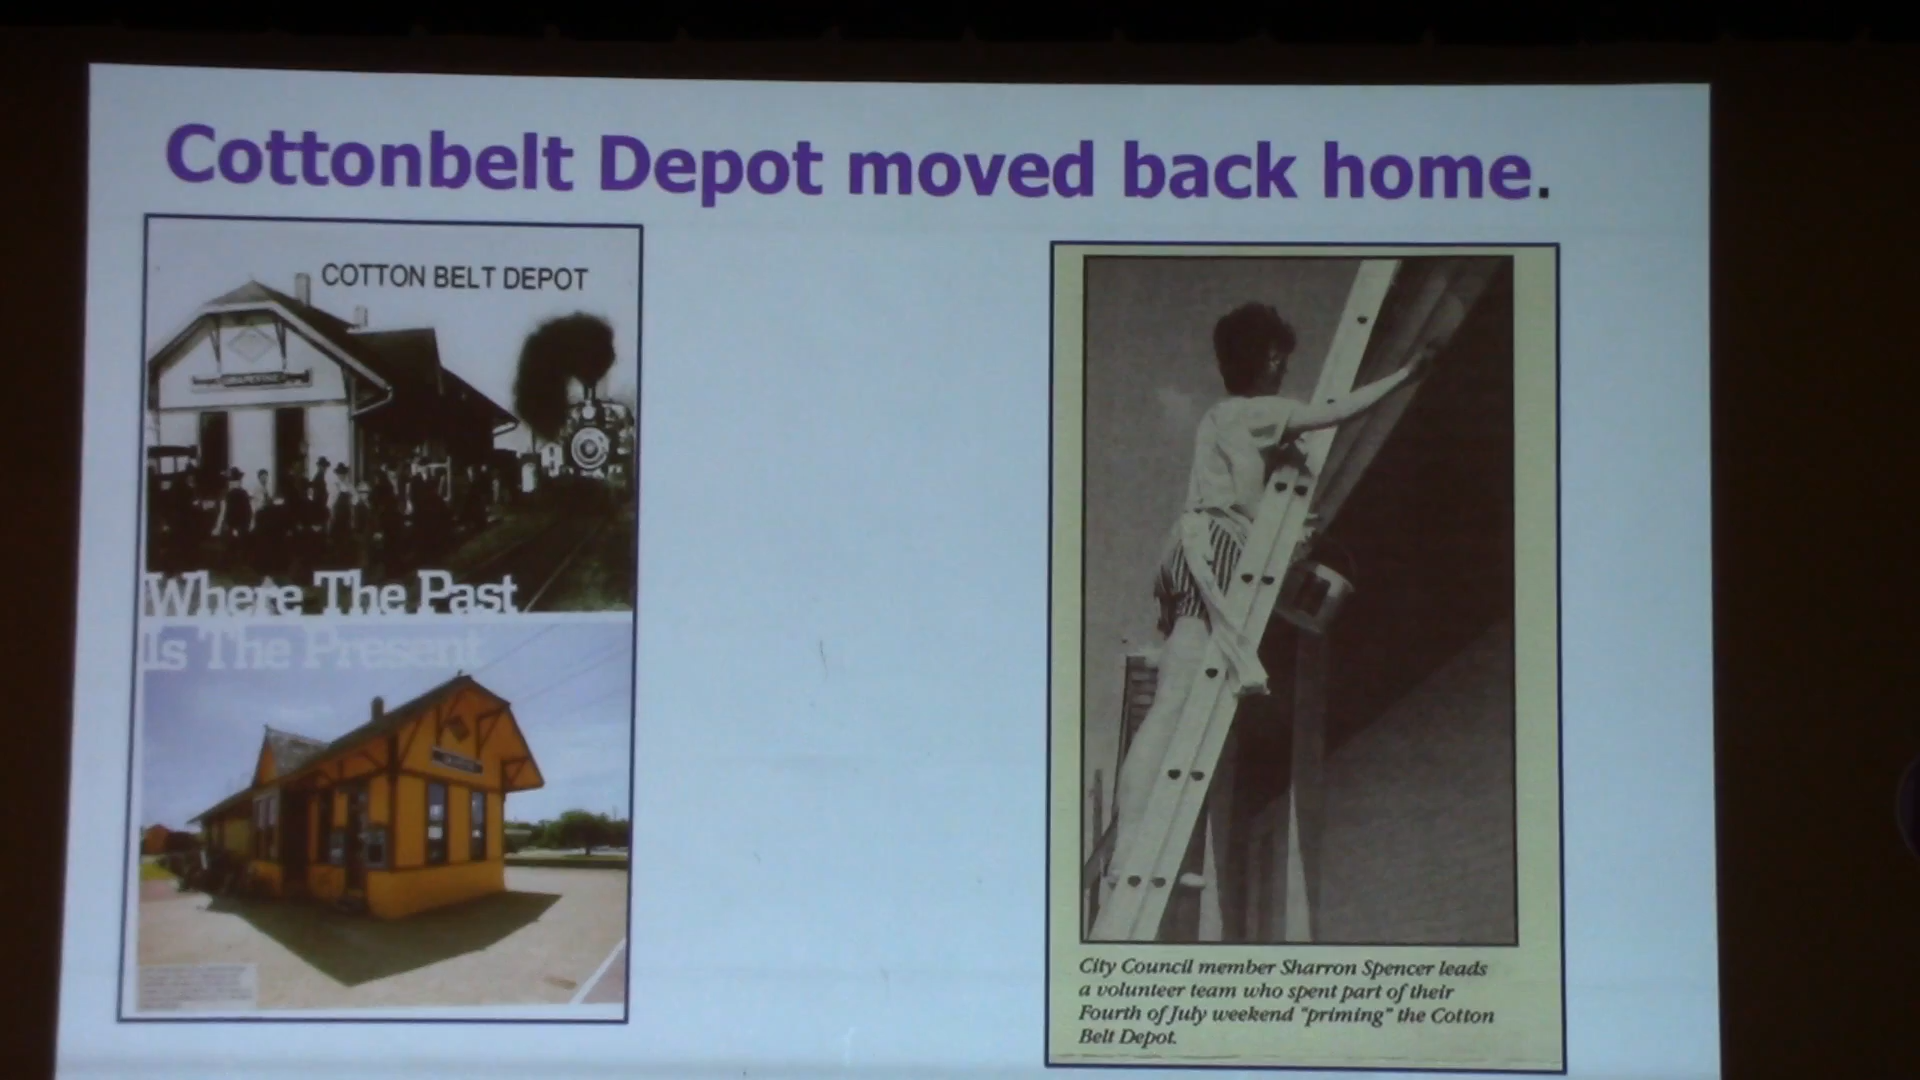 Cottonbelt Depot moved back home.
COTTON BELT DEPOT
GRAPEVINE
Where The Past
Is The Present
City Council member Sharron Spencer leads
a volunteer team who spent part of their
Fourth of July weekend "priming" the Cotton
Belt Depot.